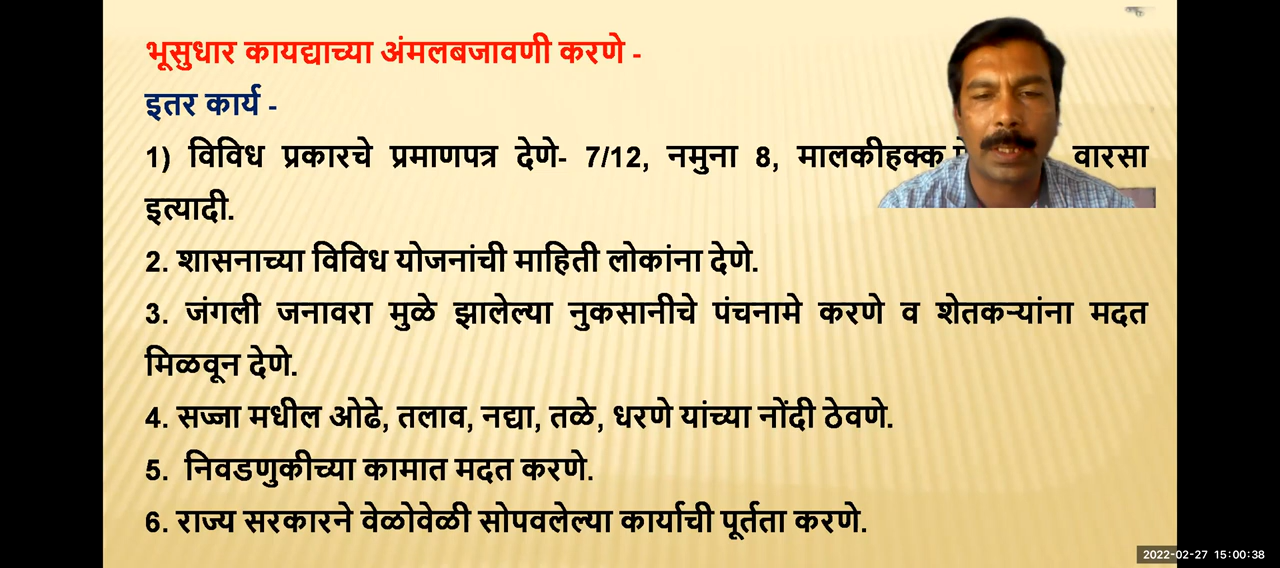 भूसुधार कायद्याच्या अंमलबजावणी करणे -
इतर कार्य -
1) विविध प्रकारचे प्रमाणपत्र देणे- 7/12, नमुना 8, मालकीहक्क वारसा
इत्यादी.
2. शासनाच्या विविध योजनांची माहिती लोकांना देणे.
3. जंगली जनावरा मुळे झालेल्या नुकसानीचे पंचनामे करणे व शेतकऱ्यांना मदत
मिळवून देणे.
4. सज्जा मधील ओढे, तलाव, नद्या, तळे, धरणे यांच्या नोंदी ठेवणे.
5. निवडणुकीच्या कामात मदत करणे.
6. राज्य सरकारने वेळोवेळी सोपवलेल्या कार्याची पूर्तता करणे.
2022-02-27 15:00:38